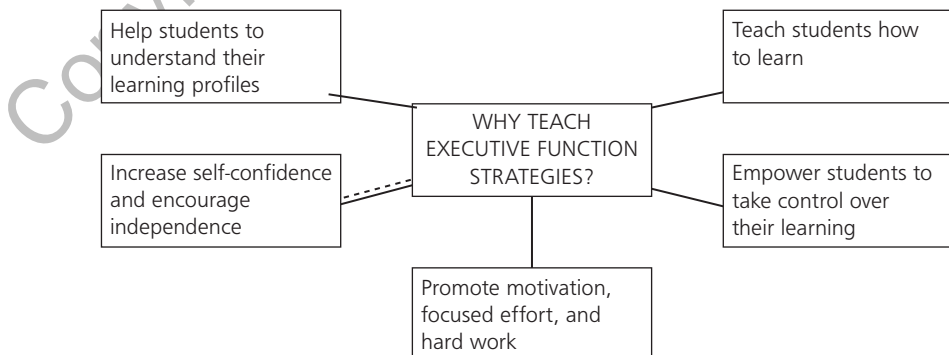 Help students to
understand their
learning profiles
Teach students how
to learn
WHY TEACH
EXECUTIVE FUNCTION
STRATEGIES?
Increase self-confidence
and encourage
independence
Empower students to
take control over
their learning
Promote motivation,
focused effort, and
hard work